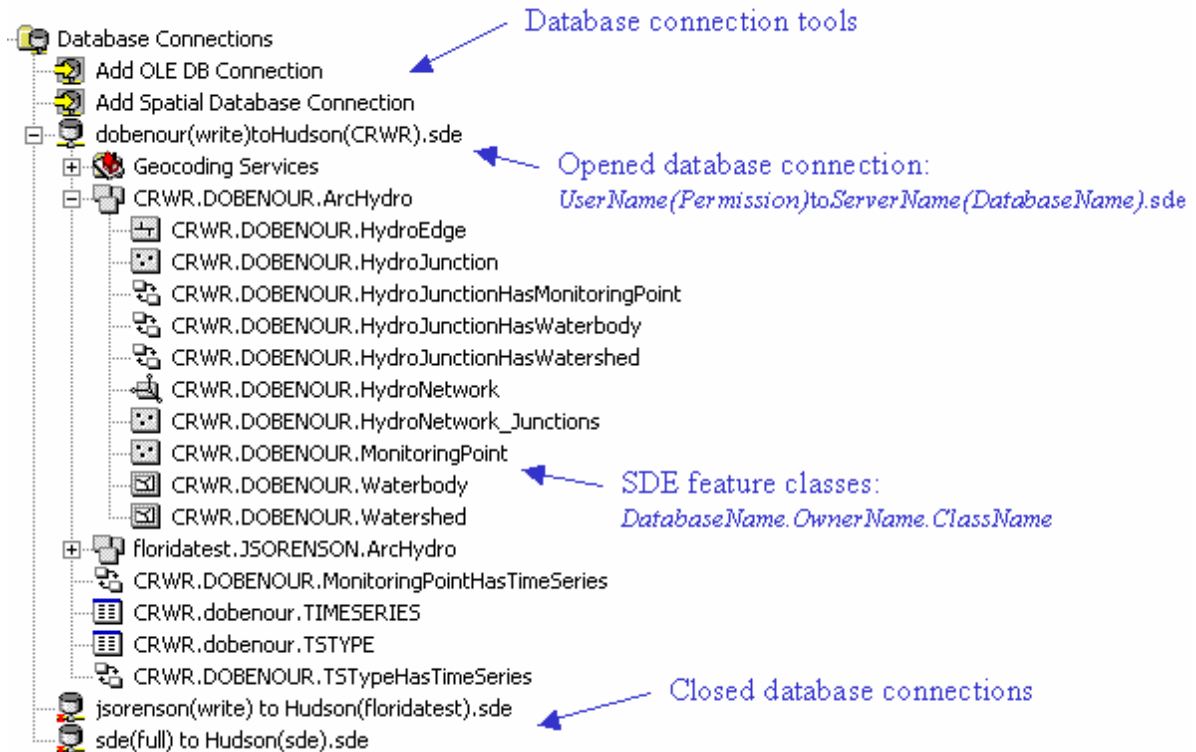 Database connection tools
Database Connections
Add OLE DB Connection
Add Spatial Database Connection
dobenour(write)toHudson(CRWR).sde
Geocoding Services
Opened database connection:
CRWR.DOBENOUR.ArcHydro
UserName(Permission)toServerName(DatabaseName).sde
CRWR.DOBENOUR.HydroEdge
CRWR.DOBENOUR.HydroJunction
CRWR.DOBENOUR.HydroJunctionHasMonitoringPoint
CRWR.DOBENOUR.HydroJunctionHasWaterbody
CRWR.DOBENOUR.HydroJunctionHasWatershed
CRWR.DOBENOUR.HydroNetwork
CRWR.DOBENOUR.HydroNetwork_Junctions
CRWR.DOBENOUR.MonitoringPoint
CRWR.DOBENOUR.Waterbody
SDE feature classes:
CRWR.DOBENOUR.Watershed
DatabaseName.OwnerName.ClassName
floridatest.JSORENSON.ArcHydro
CRWR.DOBENOUR.MonitoringPointHasTimeSeries
CRWR.dobenour.TIMESERIES
CRWR.dobenour.TSTYPE
CRWR.DOBENOUR.TSTypeHasTimeSeries
Closed database connections
jsorenson(write) to Hudson(floridatest).sde
sde(full) to Hudson(sde).sde